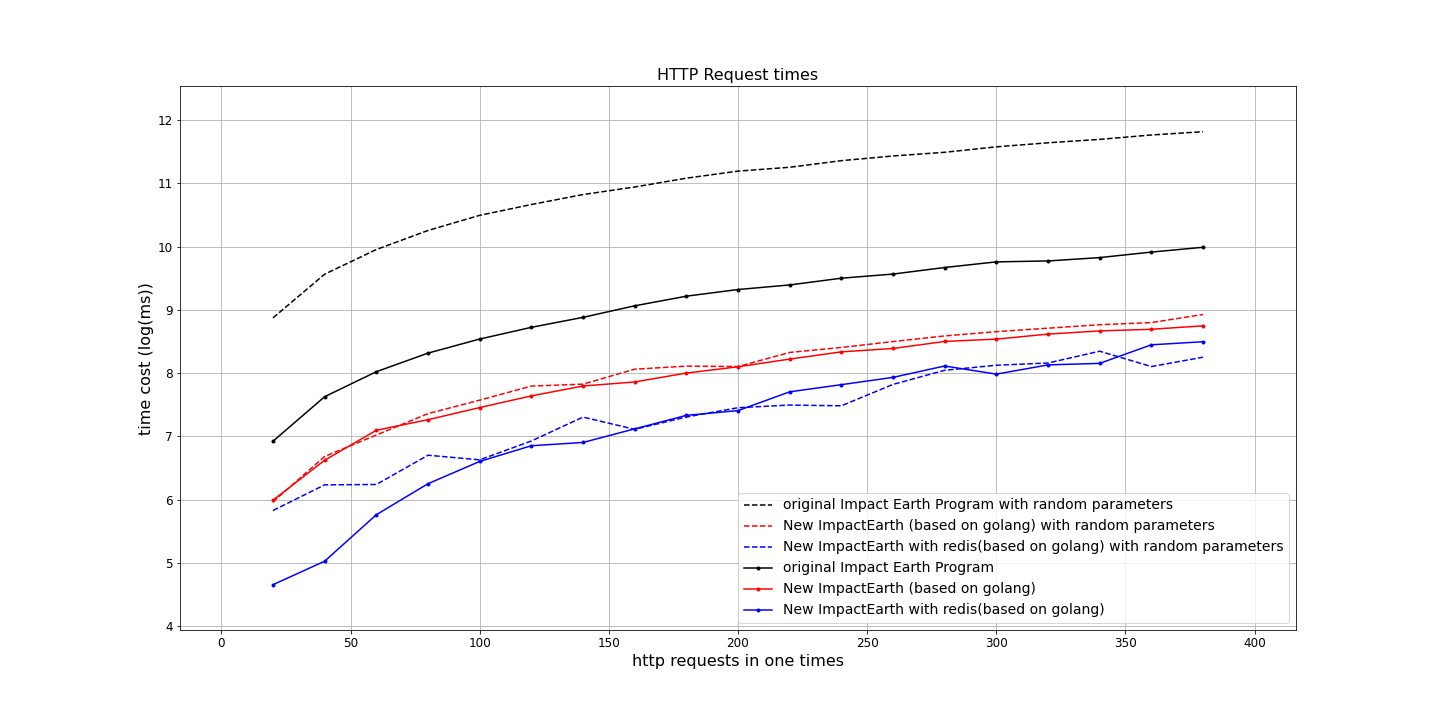 HTTP Request times
12
11
10
9
8
7
6
5
4
time cost (log(ms))
original Impact Earth Program with random parameters
New ImpactEarth (based on golang) with random parameters
New ImpactEarth with redis(based on golang) with random parameters
original Impact Earth Program
New ImpactEarth (based on golang)
New ImpactEarth with redis(based on golang)
0 50 100 150 200 250 300 350 400
http requests in one times